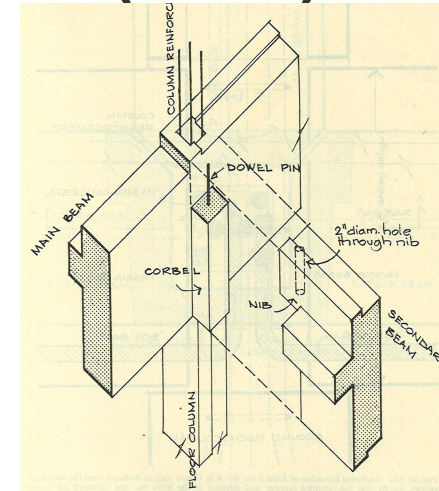 COLUMN REINFORC
DOWEL PIN
MAIN BEAM
2"diam. hole
through nib
CORBEL
NIB
SECONDAR
BEAM
FLOOR COLUMN